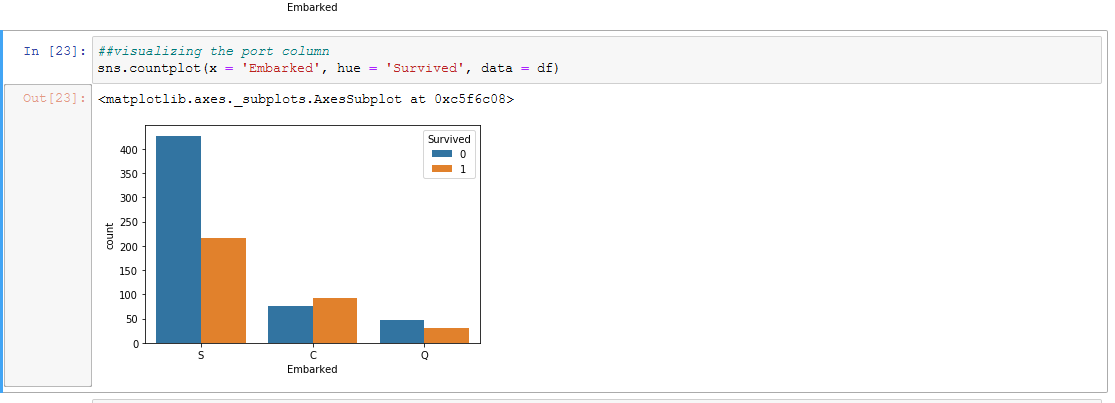 Embarked
In [23]:
##visualizing the port column
sns.countplot(x = 'Embarked', hue = 'Survived', data = df)
Out[23]:
<matplotlib.axes._subplots.AxesSubplot at 0xc5f6c08>
Survived
0
1
400
350
300
250
200
150
100
50
0
count
S C Q
Embarked